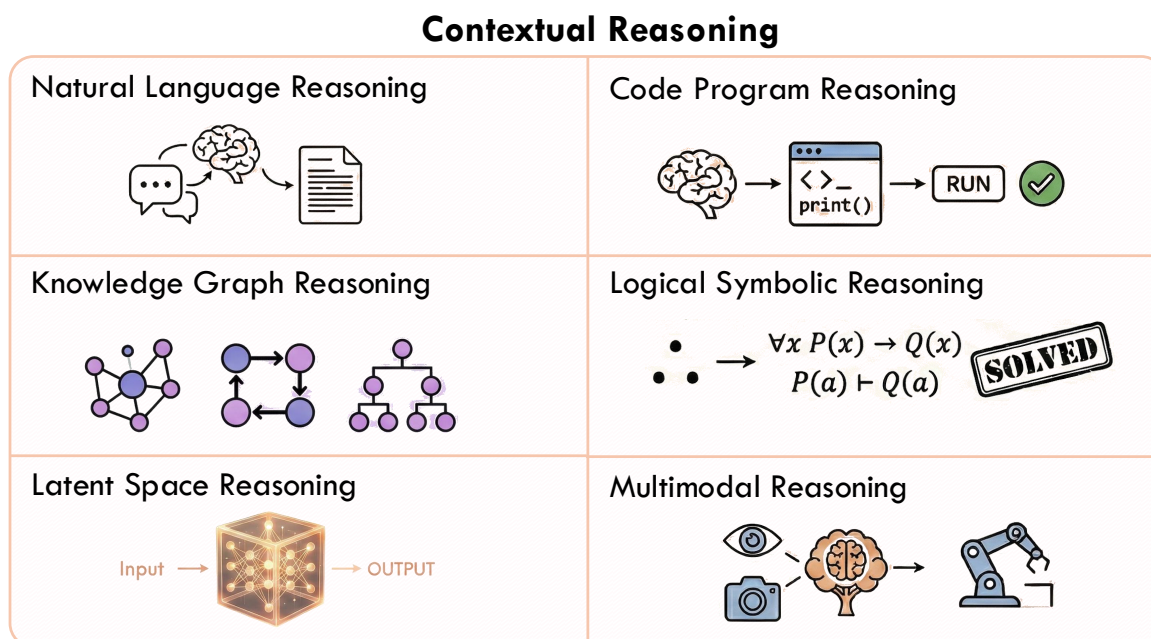 Contextual Reasoning
Natural Language Reasoning
Code Program Reasoning
<>_
print()
RUN
Knowledge Graph Reasoning
Logical Symbolic Reasoning
∴ → ∀x P(x) → Q(x)
P(a) ⊢ Q(a)
SOLVED
Latent Space Reasoning
Input → OUTPUT
Multimodal Reasoning